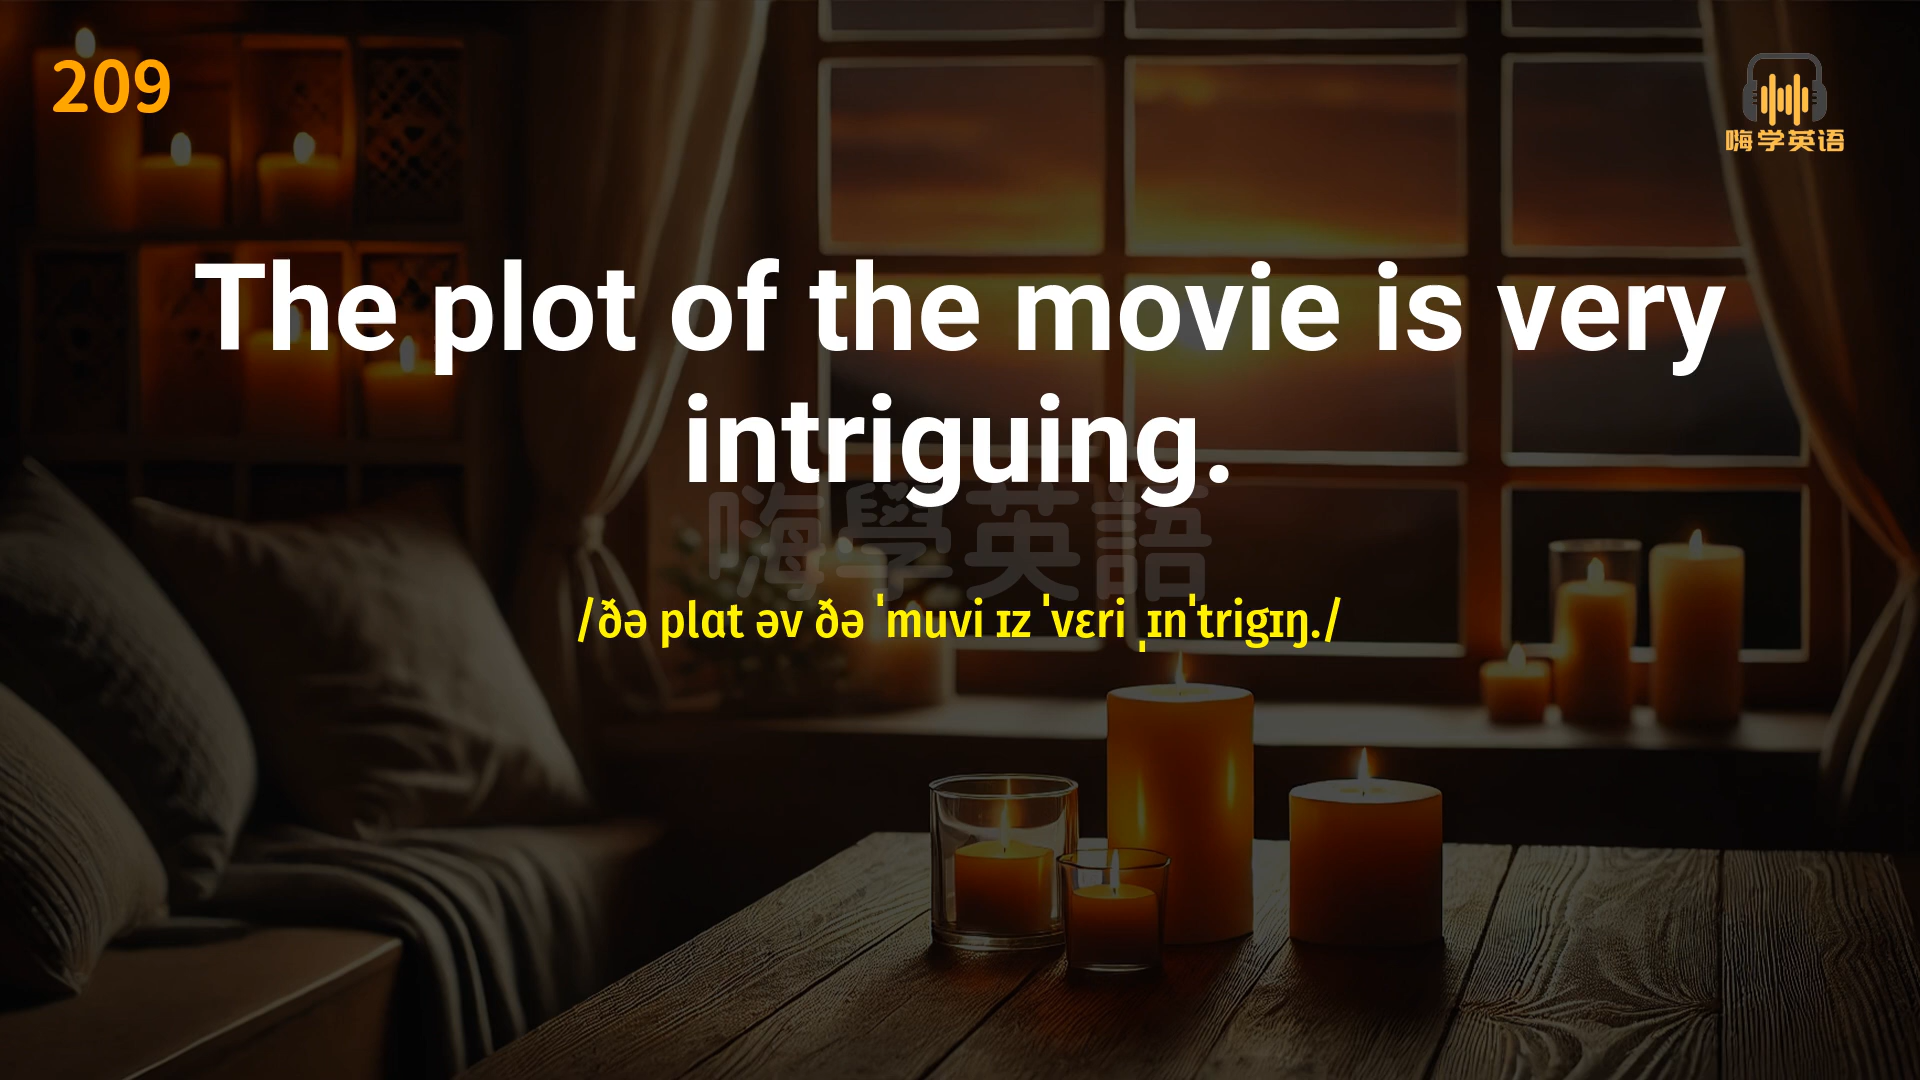 209
嗨学英语
The plot of the movie is very
intriguing.
嗨學英語
/ðə plɑt əv ðə ˈmuvi ɪz ˈvɛri ˌɪnˈtrigɪŋ./